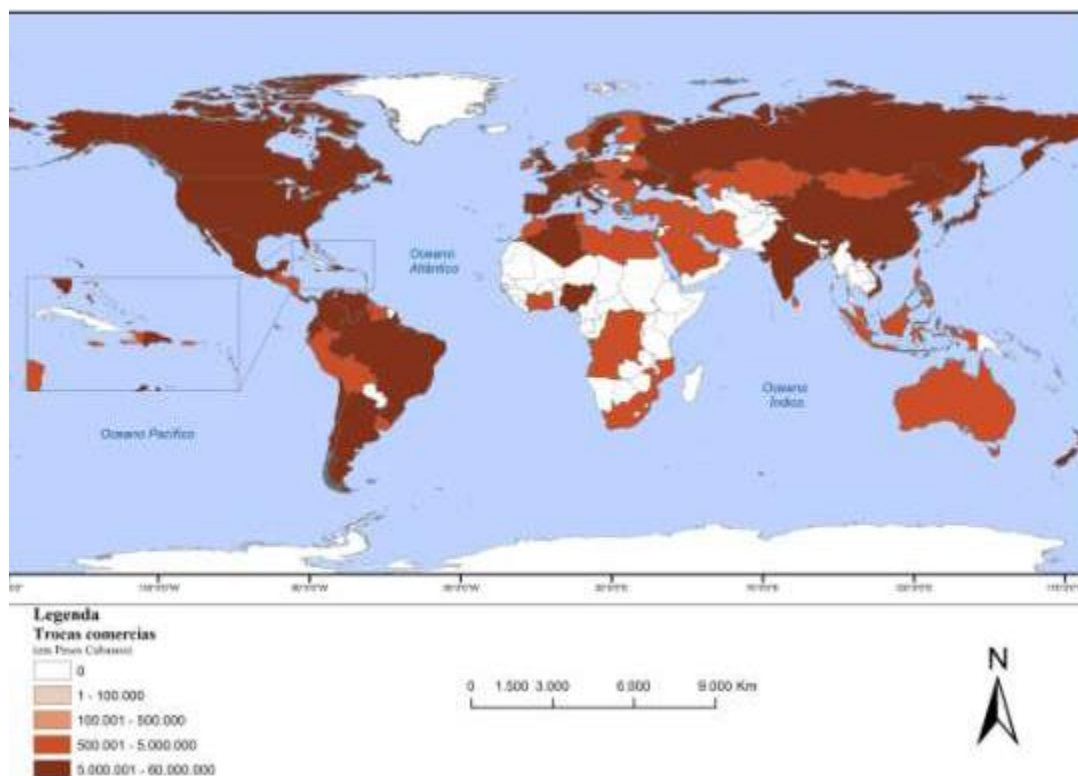 Oceano
Atlântico
Oceano
Índico
Oceano Pacífico
Legenda
Trocas comercias
(em Pesos Cubanos)
0
1 - 100.000
100.001 - 500.000
500.001 - 5.000.000
5.000.001 - 60.000.000
0 1.500 3.000 6.000 9.000 Km
N